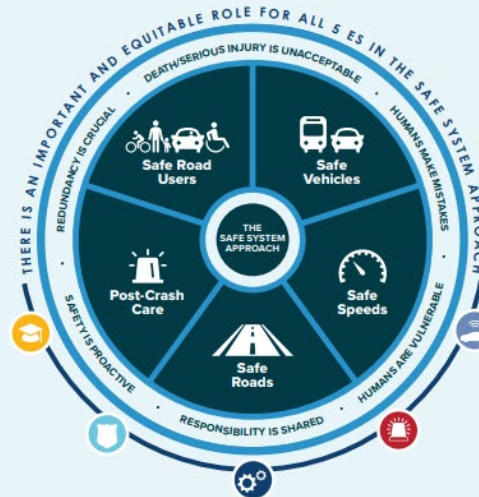 THERE IS AN IMPORTANT AND EQUITABLE ROLE FOR ALL 5 ES IN THE SAFE SYSTEM APPROACH
DEATH/SERIOUS INJURY IS UNACCEPTABLE
HUMANS MAKE MISTAKES
HUMANS ARE VULNERABLE
RESPONSIBILITY IS SHARED
SAFETY IS PROACTIVE
REDUNDANCY IS CRUCIAL
Safe Road
Users
Safe
Vehicles
THE
SAFE SYSTEM
APPROACH
Post-Crash
Care
Safe
Speeds
Safe
Roads